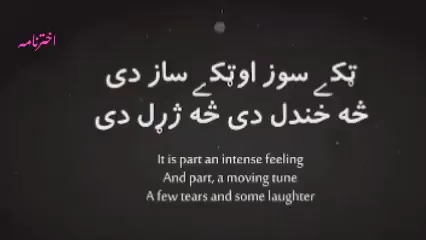 اخترنامہ
ټکے سوز او ټکے ساز دی
څه خندل دی څه ژړل دی
It is part an intense feeling
And part, a moving tune
A few tears and some laughter